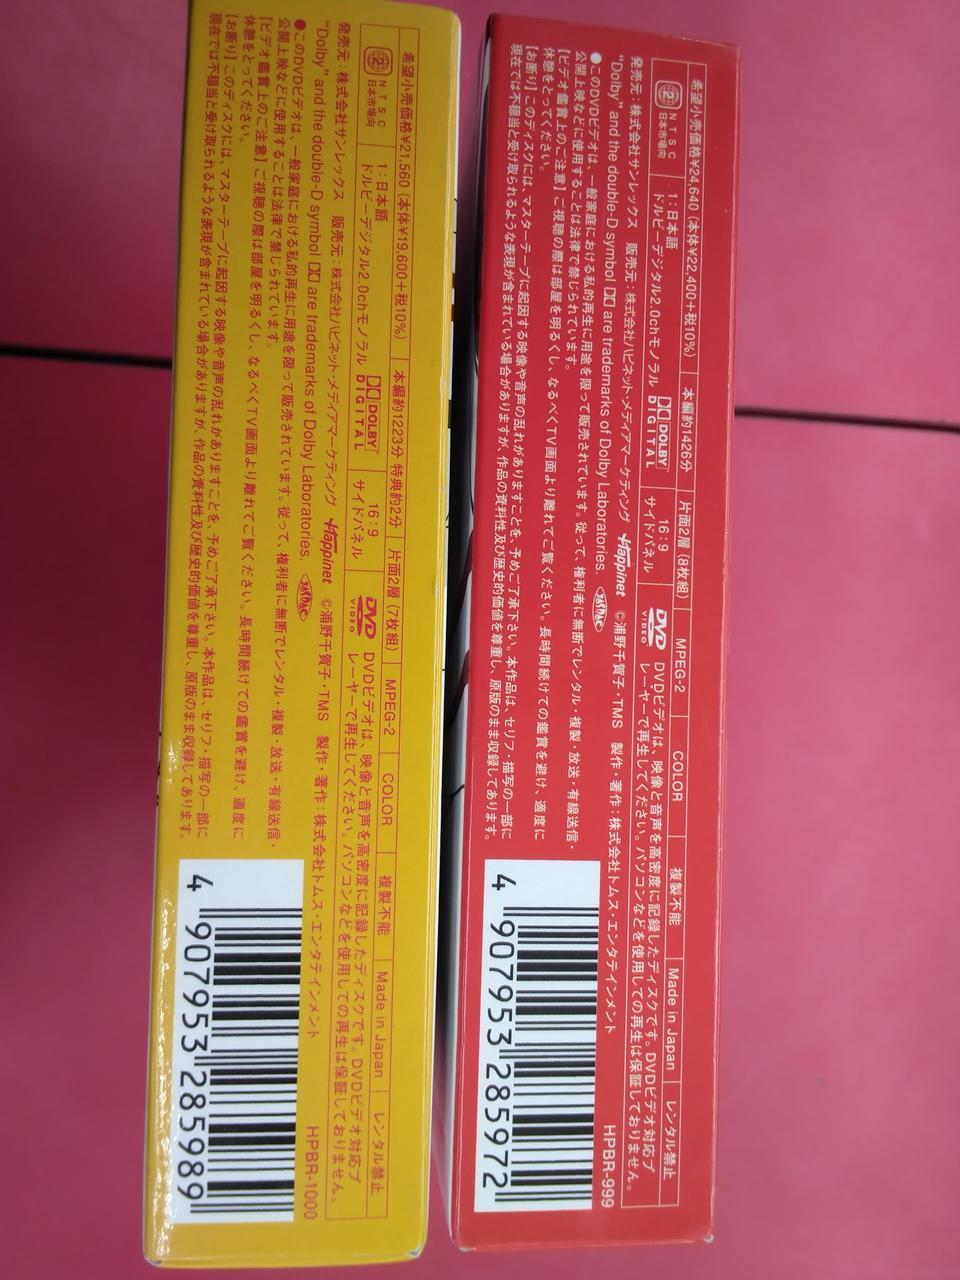 希望小売価格¥24,640(本体¥22,400+税10%) 本編約1426分 片面2層(8枚組) MPEG-2 COLOR 複製不能 Made in Japan レンタル禁止
2 NTSC 日本市場向 1:日本語 ドルビーデジタル2.0chモノラル DOLBY DIGITAL 16:9 サイドパネル DVD VIDEO DVDビデオは、映像と音声を高密度に記録したディスクです。DVDビデオ対応プ
レーヤーで再生してください。パソコンなどを使用しての再生は保証しておりません。
発売元:株式会社サンレックス 販売元:株式会社ハピネット・メディアマーケティング Happinet ©浦野千賀子・TMS 製作・著作:株式会社トムス・エンタテインメント HPBR-999
"Dolby" and the double-D symbol are trademarks of Dolby Laboratories. JASRAC
●このDVDビデオは、一般家庭における私的再生に用途を限って販売されています。従って、権利者に無断でレンタル・複製・放送・有線送信・
公開上映などに使用することは法律で禁じられています。
【ビデオ鑑賞上のご注意】ご視聴の際は部屋を明るくし、なるべくTV画面より離れてご覧ください。長時間続けての鑑賞を避け、適度に
休憩をとってください。
【お断り】このディスクには、マスターテープに起因する映像や音声の乱れがありますことを、予めご了承下さい。本作品は、セリフ・描写の一部に
現在では不穏当と受け取られるような表現が含まれている場合がありますが、作品の資料性及び歴史的価値を尊重し、原版のまま収録してあります。
4 907953 285972
希望小売価格¥21,560(本体¥19,600+税10%) 本編約1223分 特典約2分 片面2層(7枚組) MPEG-2 COLOR 複製不能 Made in Japan レンタル禁止
2 NTSC 日本市場向 1:日本語 ドルビーデジタル2.0chモノラル DOLBY DIGITAL 16:9 サイドパネル DVD VIDEO DVDビデオは、映像と音声を高密度に記録したディスクです。DVDビデオ対応プ
レーヤーで再生してください。パソコンなどを使用しての再生は保証しておりません。
発売元:株式会社サンレックス 販売元:株式会社ハピネット・メディアマーケティング Happinet ©浦野千賀子・TMS 製作・著作:株式会社トムス・エンタテインメント HPBR-1000
"Dolby" and the double-D symbol are trademarks of Dolby Laboratories. JASRAC
●このDVDビデオは、一般家庭における私的再生に用途を限って販売されています。従って、権利者に無断でレンタル・複製・放送・有線送信・
公開上映などに使用することは法律で禁じられています。
【ビデオ鑑賞上のご注意】ご視聴の際は部屋を明るくし、なるべくTV画面より離れてご覧ください。長時間続けての鑑賞を避け、適度に
休憩をとってください。
【お断り】このディスクには、マスターテープに起因する映像や音声の乱れがありますことを、予めご了承下さい。本作品は、セリフ・描写の一部に
現在では不穏当と受け取られるような表現が含まれている場合がありますが、作品の資料性及び歴史的価値を尊重し、原版のまま収録してあります。
4 907953 285989